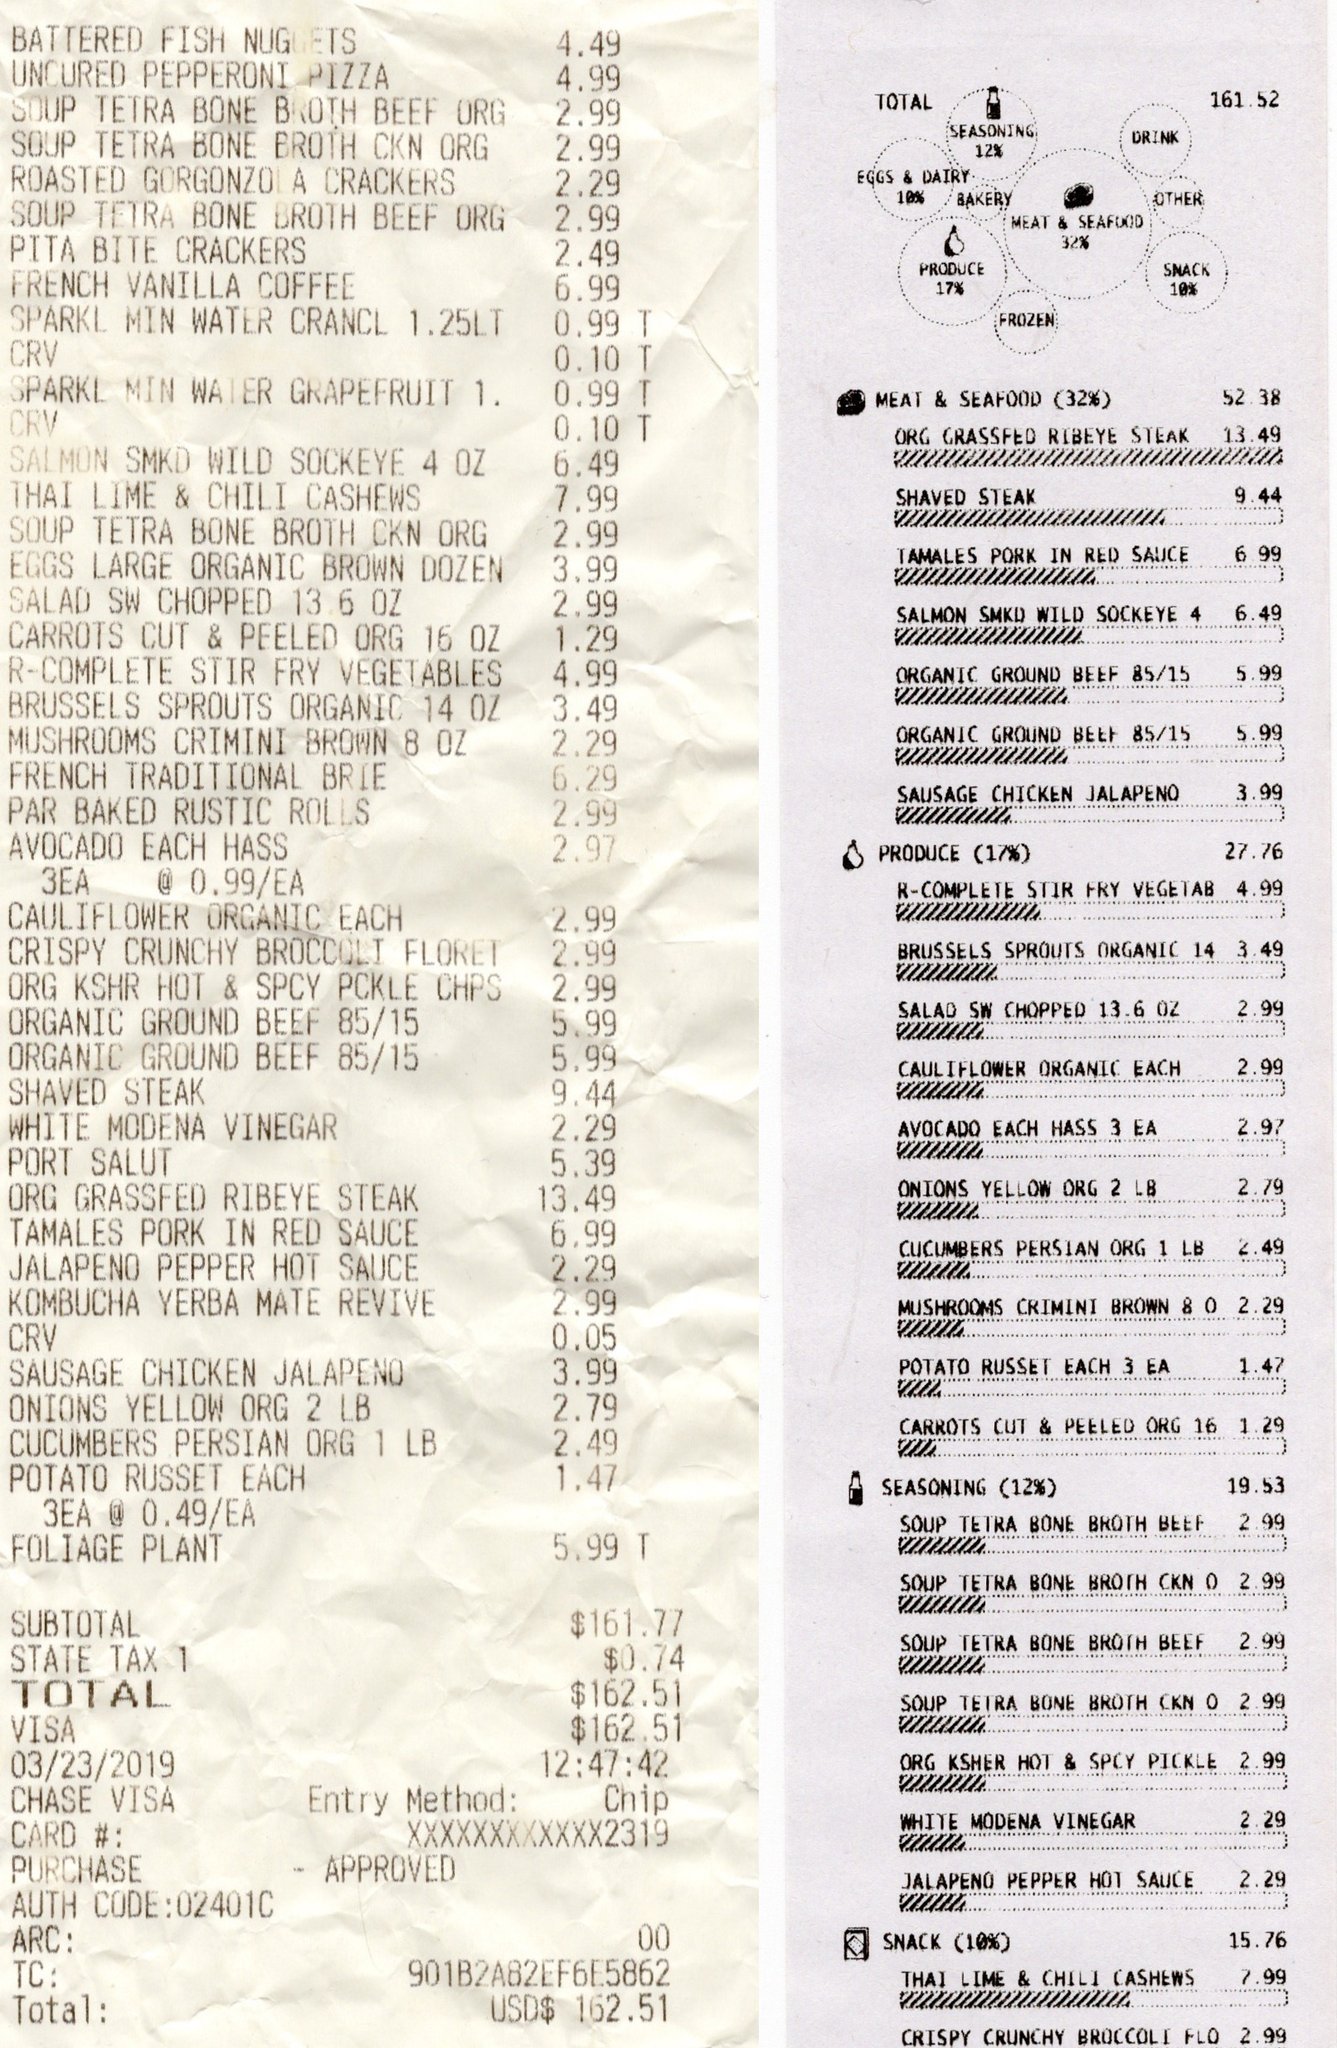 BATTERED FISH NUGGETS 4.49
UNCURED PEPPERONI PIZZA 4.99
SOUP TETRA BONE BROTH BEEF ORG 2.99
SOUP TETRA BONE BROTH CKN ORG 2.99
ROASTED GORGONZOLA CRACKERS 2.29
SOUP TETRA BONE BROTH BEEF ORG 2.99
PITA BITE CRACKERS 2.49
FRENCH VANILLA COFFEE 6.99
SPARKL MIN WATER CRANCL 1.25LT 0.99 T
CRV 0.10 T
SPARKL MIN WATER GRAPEFRUIT 1. 0.99 T
CRV 0.10 T
SALMON SMKD WILD SOCKEYE 4 OZ 6.49
THAI LIME & CHILI CASHEWS 7.99
SOUP TETRA BONE BROTH CKN ORG 2.99
EGGS LARGE ORGANIC BROWN DOZEN 3.99
SALAD SW CHOPPED 13.6 OZ 2.99
CARROTS CUT & PEELED ORG 16 OZ 1.29
R-COMPLETE STIR FRY VEGETABLES 4.99
BRUSSELS SPROUTS ORGANIC 14 OZ 3.49
MUSHROOMS CRIMINI BROWN 8 OZ 2.29
FRENCH TRADITIONAL BRIE 6.29
PAR BAKED RUSTIC ROLLS 2.99
AVOCADO EACH HASS 2.97
3EA @ 0.99/EA
CAULIFLOWER ORGANIC EACH 2.99
CRISPY CRUNCHY BROCCOLI FLORET 2.99
ORG KSHR HOT & SPCY PCKLE CHPS 2.99
ORGANIC GROUND BEEF 85/15 5.99
ORGANIC GROUND BEEF 85/15 5.99
SHAVED STEAK 9.44
WHITE MODENA VINEGAR 2.29
PORT SALUT 5.39
ORG GRASSFED RIBEYE STEAK 13.49
TAMALES PORK IN RED SAUCE 6.99
JALAPENO PEPPER HOT SAUCE 2.29
KOMBUCHA YERBA MATE REVIVE 2.99
CRV 0.05
SAUSAGE CHICKEN JALAPENO 3.99
ONIONS YELLOW ORG 2 LB 2.79
CUCUMBERS PERSIAN ORG 1 LB 2.49
POTATO RUSSET EACH 1.47
3EA @ 0.49/EA
FOLIAGE PLANT 5.99 T
SUBTOTAL $161.77
STATE TAX 1 $0.74
TOTAL $162.51
VISA $162.51
03/23/2019 12:47:42
CHASE VISA Entry Method: Chip
CARD #: XXXXXXXXXXXX2319
PURCHASE - APPROVED
AUTH CODE:02401C
ARC: 00
TC: 901B2A82EF6E5862
Total: USD$ 162.51
TOTAL 161.52
SEASONING
12%
DRINK
EGGS & DAIRY
10%
BAKERY
MEAT & SEAFOOD
32%
OTHER
PRODUCE
17%
SNACK
10%
FROZEN
MEAT & SEAFOOD (32%) 52.38
ORG GRASSFED RIBEYE STEAK 13.49
SHAVED STEAK 9.44
TAMALES PORK IN RED SAUCE 6.99
SALMON SMKD WILD SOCKEYE 4 6.49
ORGANIC GROUND BEEF 85/15 5.99
ORGANIC GROUND BEEF 85/15 5.99
SAUSAGE CHICKEN JALAPENO 3.99
PRODUCE (17%) 27.76
R-COMPLETE STIR FRY VEGETAB 4.99
BRUSSELS SPROUTS ORGANIC 14 3.49
SALAD SW CHOPPED 13.6 OZ 2.99
CAULIFLOWER ORGANIC EACH 2.99
AVOCADO EACH HASS 3 EA 2.97
ONIONS YELLOW ORG 2 LB 2.79
CUCUMBERS PERSIAN ORG 1 LB 2.49
MUSHROOMS CRIMINI BROWN 8 O 2.29
POTATO RUSSET EACH 3 EA 1.47
CARROTS CUT & PEELED ORG 16 1.29
SEASONING (12%) 19.53
SOUP TETRA BONE BROTH BEEF 2.99
SOUP TETRA BONE BROTH CKN O 2.99
SOUP TETRA BONE BROTH BEEF 2.99
SOUP TETRA BONE BROTH CKN O 2.99
ORG KSHER HOT & SPCY PICKLE 2.99
WHITE MODENA VINEGAR 2.29
JALAPENO PEPPER HOT SAUCE 2.29
SNACK (10%) 15.76
THAI LIME & CHILI CASHEWS 7.99
CRISPY CRUNCHY BROCCOLI FLO 2.99